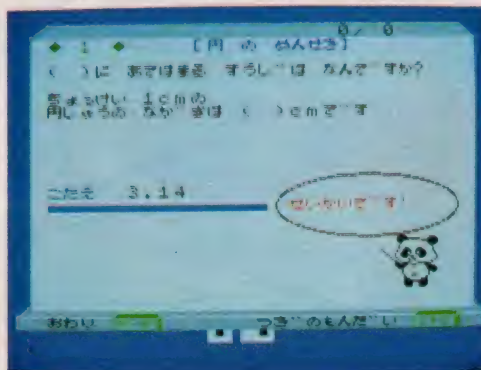 0/ 0
◆ 1 ◆ 【円 の めんせき】
( )に あてはまる すうじは なんですか?
ちょっけい 1cmの
円しゅうの ながさは ( )cmです
こたえ 3.14
せいかいです!
おわり つぎのもんだい